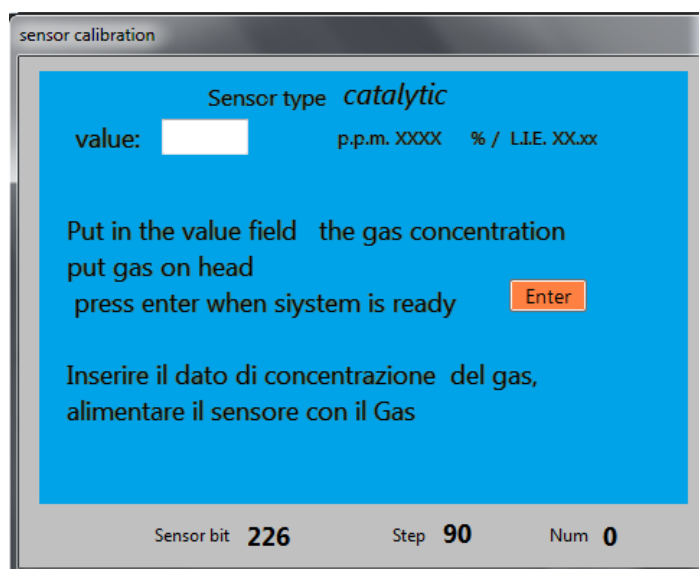 sensor calibration
Sensor type catalytic
value: p.p.m. XXXX % / L.I.E. XX.xx
Put in the value field the gas concentration
put gas on head
press enter when siystem is ready Enter
Inserire il dato di concentrazione del gas,
alimentare il sensore con il Gas
Sensor bit 226 Step 90 Num 0